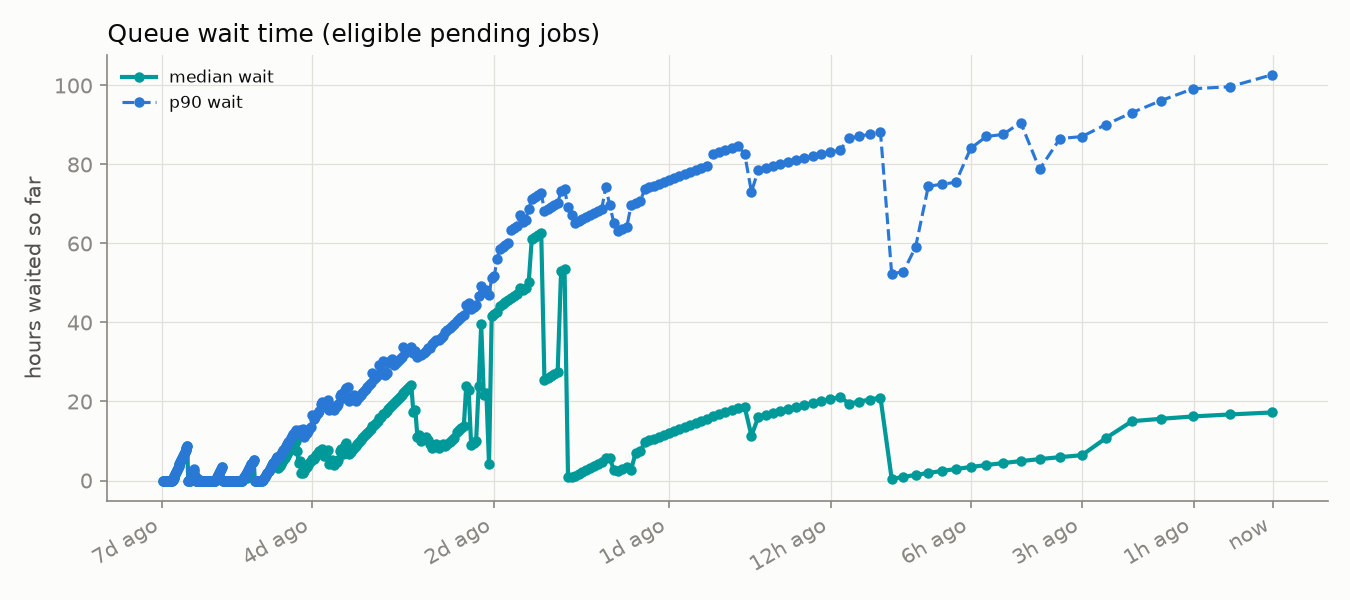 Queue wait time (eligible pending jobs)
median wait
p90 wait
hours waited so far
100
80
60
40
20
0
7d ago
4d ago
2d ago
1d ago
12h ago
6h ago
3h ago
1h ago
now